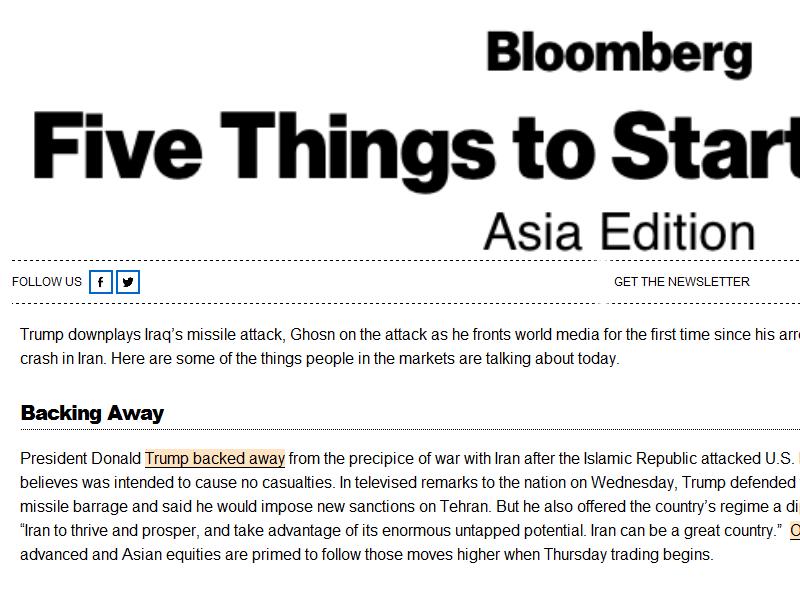 Bloomberg
Five Things to Start
Asia Edition
FOLLOW US
GET THE NEWSLETTER
Trump downplays Iraq’s missile attack, Ghosn on the attack as he fronts world media for the first time since his arr
crash in Iran. Here are some of the things people in the markets are talking about today.
Backing Away
President Donald Trump backed away from the precipice of war with Iran after the Islamic Republic attacked U.S.
believes was intended to cause no casualties. In televised remarks to the nation on Wednesday, Trump defended
missile barrage and said he would impose new sanctions on Tehran. But he also offered the country’s regime a di
“Iran to thrive and prosper, and take advantage of its enormous untapped potential. Iran can be a great country.”
advanced and Asian equities are primed to follow those moves higher when Thursday trading begins.